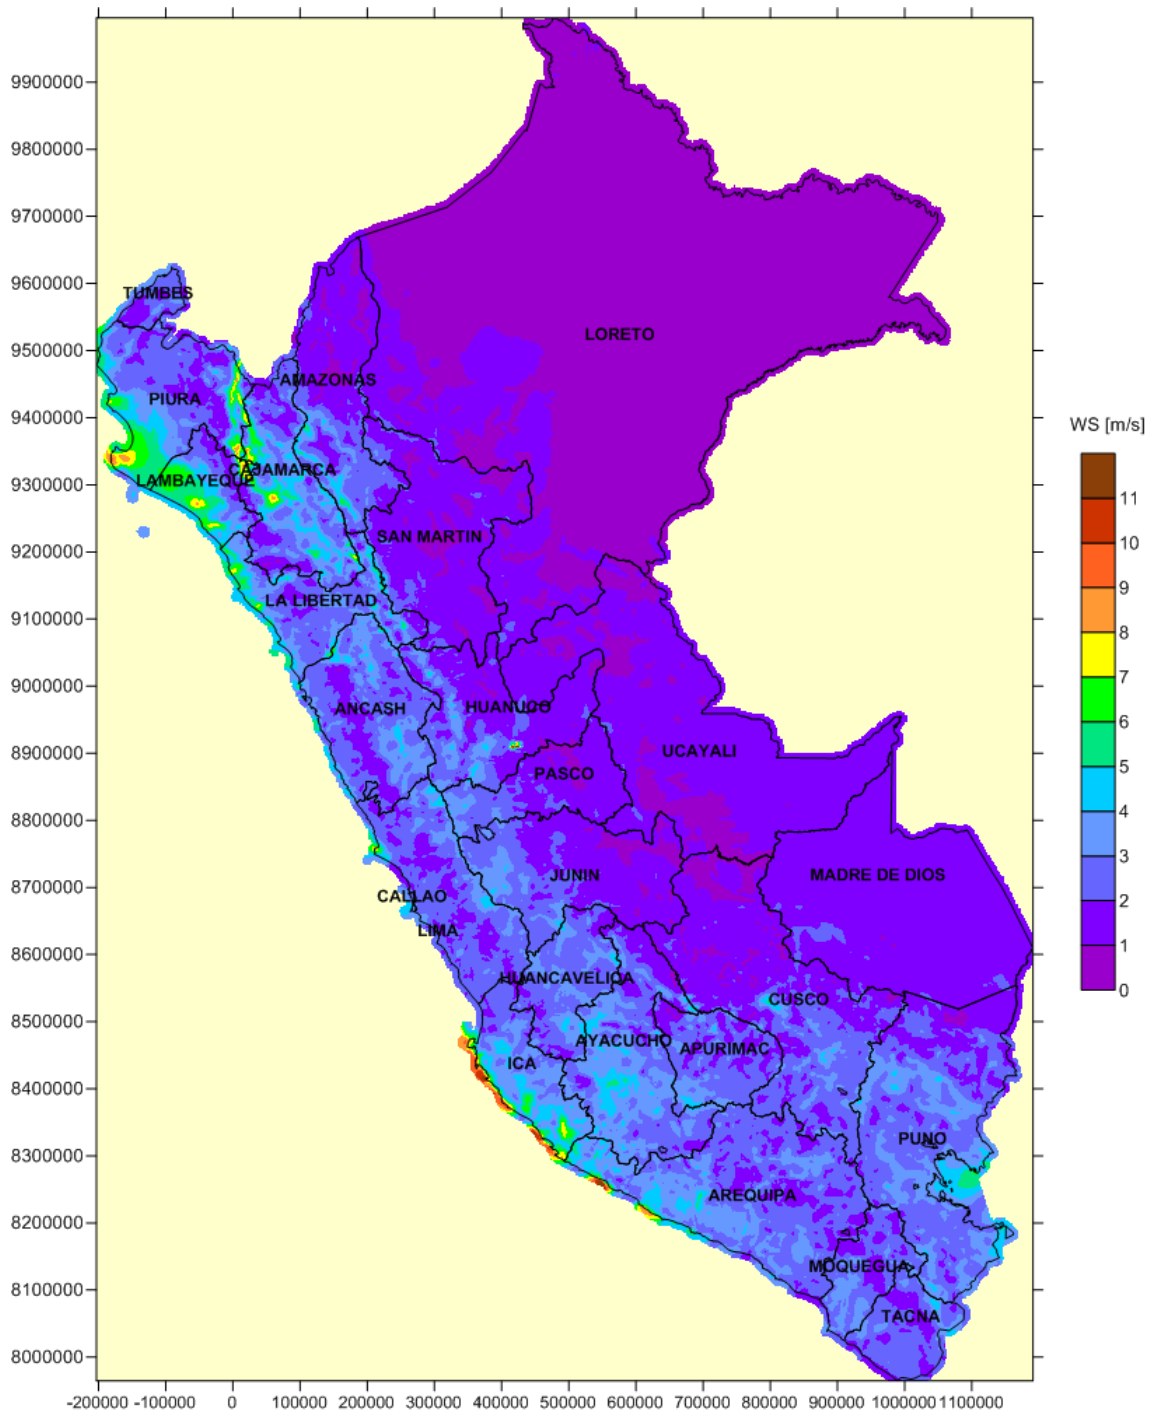 9900000
9800000
9700000
9600000
9500000
9400000
9300000
9200000
9100000
9000000
8900000
8800000
8700000
8600000
8500000
8400000
8300000
8200000
8100000
8000000
-200000 -100000 0 100000 200000 300000 400000 500000 600000 700000 800000 900000 1000000 1100000
TUMBES
LORETO
AMAZONAS
PIURA
CAJAMARCA
LAMBAYEQUE
SAN MARTIN
LA LIBERTAD
ANCASH
HUANUCO
UCAYALI
PASCO
JUNIN
MADRE DE DIOS
CALLAO
LIMA
HUANCAVELICA
CUSCO
AYACUCHO
APURIMAC
ICA
PUNO
AREQUIPA
MOQUEGUA
TACNA
WS [m/s]
11
10
9
8
7
6
5
4
3
2
1
0